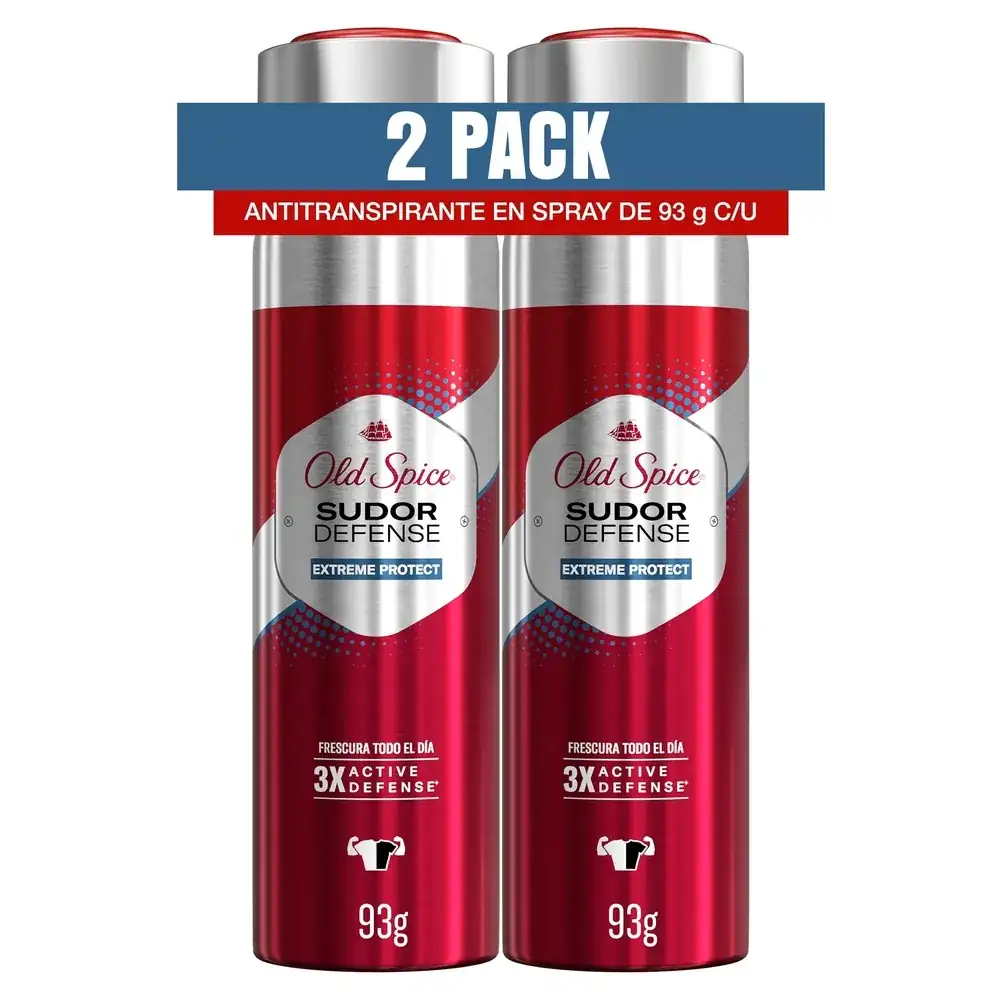 2 PACK
ANTITRANSPIRANTE EN SPRAY DE 93 g C/U
Old Spice®
SUDOR
DEFENSE
EXTREME PROTECT
FRESCURA TODO EL DÍA
3X ACTIVE
DEFENSE+
93g
Old Spice®
SUDOR
DEFENSE
EXTREME PROTECT
FRESCURA TODO EL DÍA
3X ACTIVE
DEFENSE+
93g